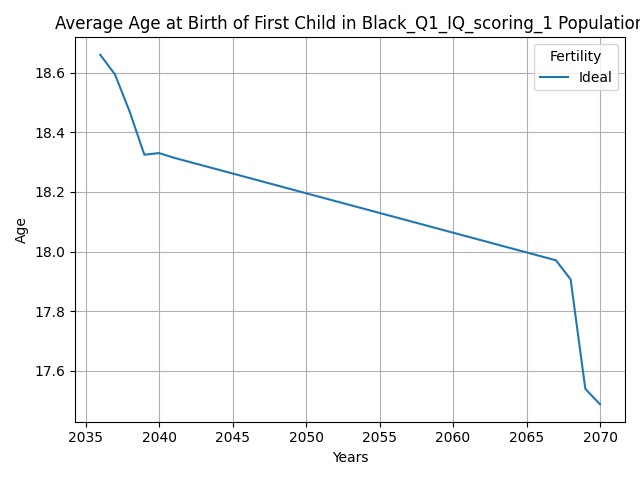 Average Age at Birth of First Child in Black_Q1_IQ_scoring_1 Population
Fertility
Ideal
Age
18.6
18.4
18.2
18.0
17.8
17.6
2035 2040 2045 2050 2055 2060 2065 2070
Years